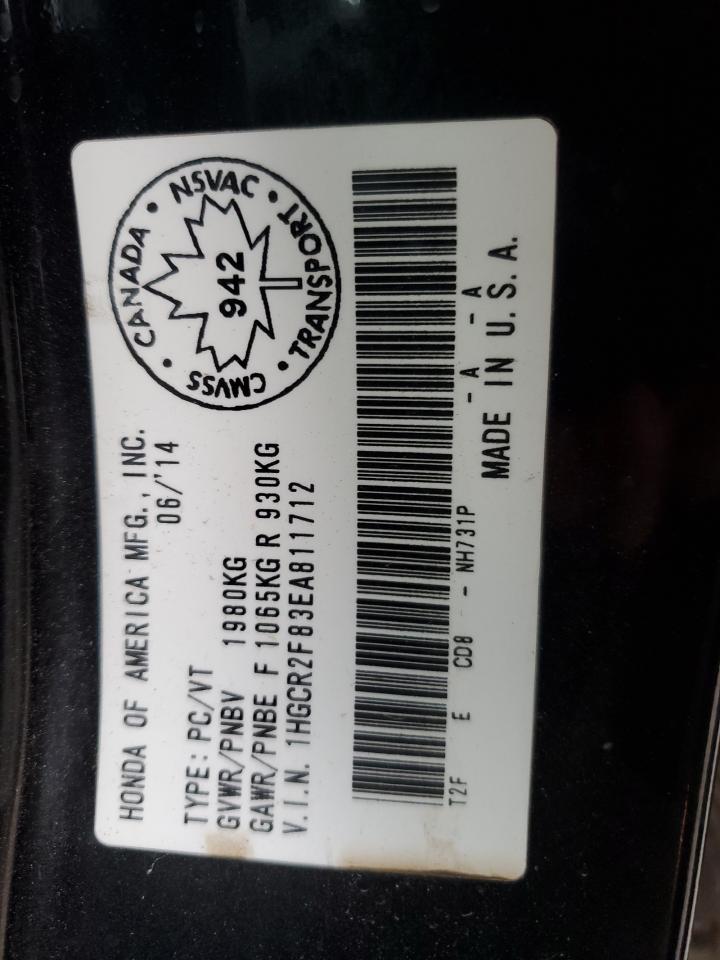 HONDA OF AMERICA MFG., INC.
06/'14
TYPE: PC/VT
GVWR/PNBV 1980KG
GAWR/PNBE F 1065KG R 930KG
V.I.N. 1HGCR2F83EA811712
CANADA • NSVAC • TRANSPORT • CMVSS •
942
T2F E CD8 - NH731P -A -A
MADE IN U.S.A.